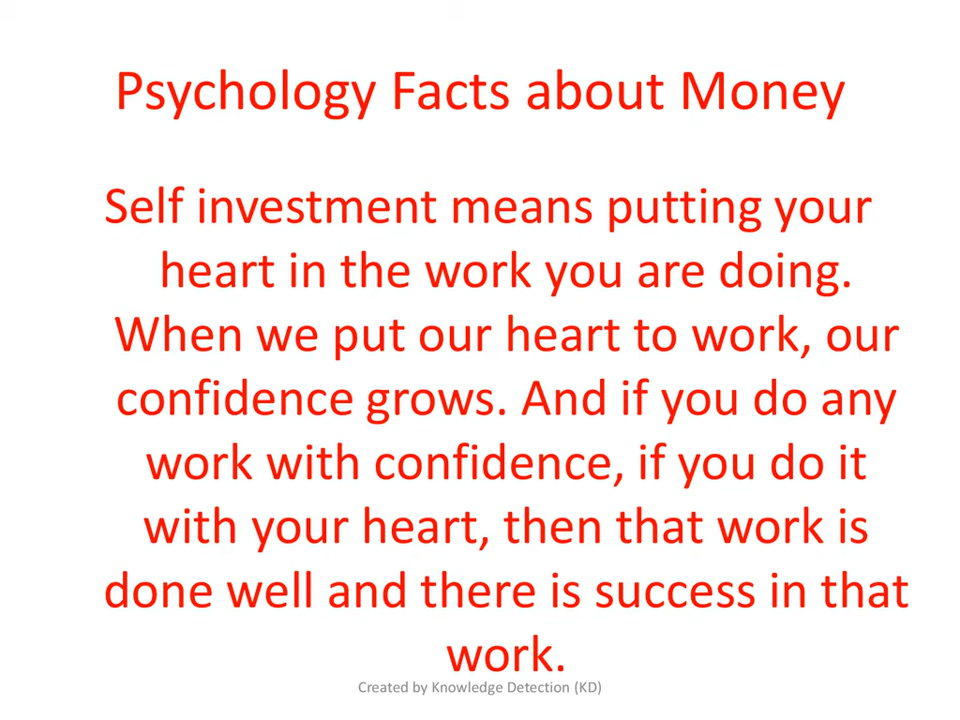 Psychology Facts about Money
Self investment means putting your
heart in the work you are doing.
When we put our heart to work, our
confidence grows. And if you do any
work with confidence, if you do it
with your heart, then that work is
done well and there is success in that
work.
Created by Knowledge Detection (KD)